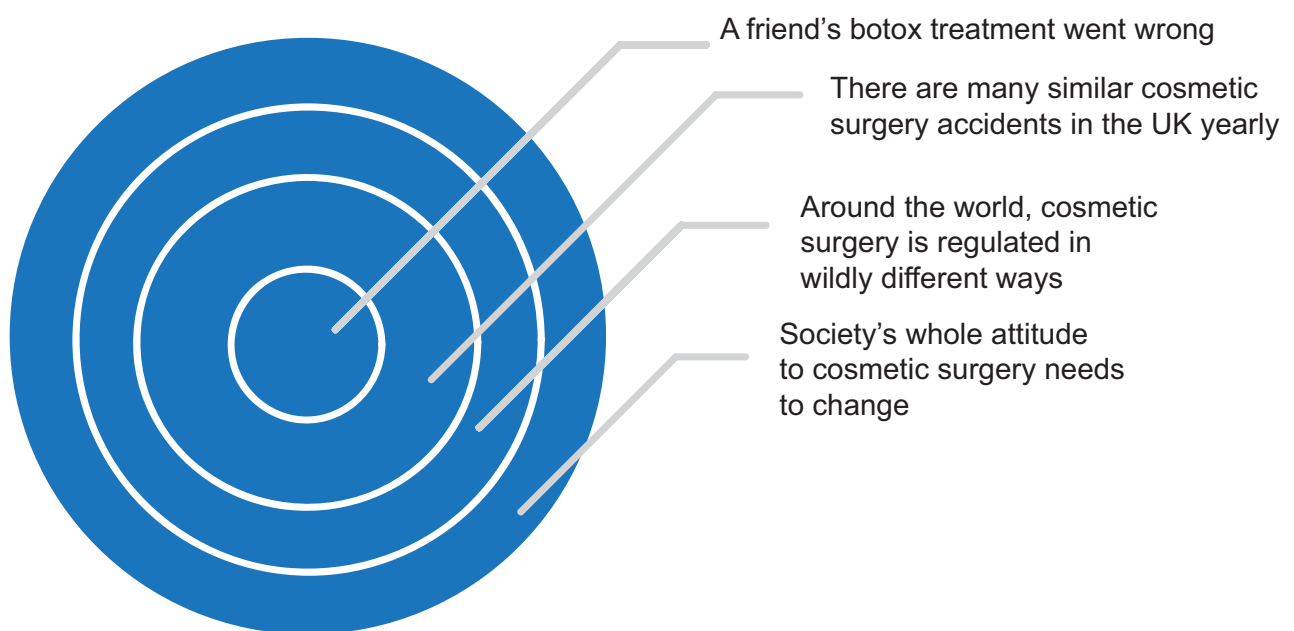 A friend’s botox treatment went wrong
There are many similar cosmetic
surgery accidents in the UK yearly
Around the world, cosmetic
surgery is regulated in
wildly different ways
Society’s whole attitude
to cosmetic surgery needs
to change